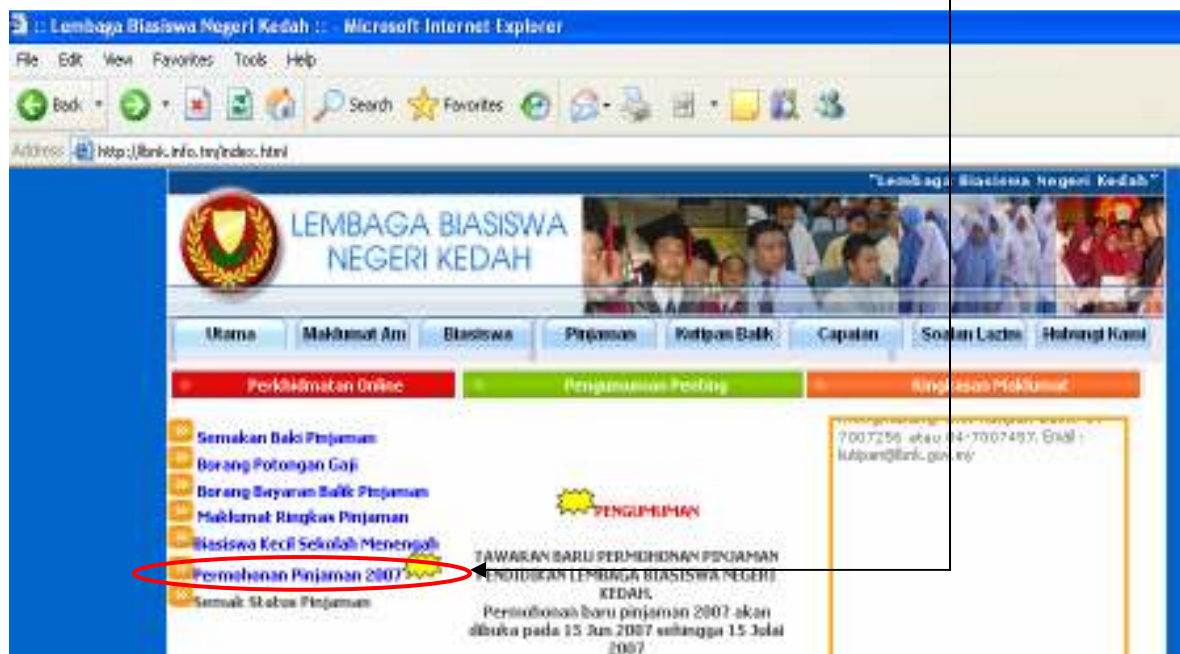 :: Lembaga Biasiswa Negeri Kedah :: - Microsoft Internet Explorer
File Edit View Favorites Tools Help
Back Search Favorites
Address http://lbnk.info.tm/index.html
"Lembaga Biasiswa Negeri Kedah"
LEMBAGA BIASISWA
NEGERI KEDAH
Utama Maklumat Am Biasiswa Pinjaman Kutipan Balik Capaian Soalan Lazim Hubungi Kami
Perkhidmatan Online Pengumuman Penting Ringkasan Maklumat
Semakan Baki Pinjaman
Borang Potongan Gaji
Borang Bayaran Balik Pinjaman
Maklumat Ringkas Pinjaman
Biasiswa Kecil Sekolah Menengah
Permohonan Pinjaman 2007
Semak Status Pinjaman
PENGUMUMAN
TAWARAN BARU PERMOHONAN PINJAMAN
PENDIDIKAN LEMBAGA BIASISWA NEGERI
KEDAH.
Permohonan baru pinjaman 2007 akan
dibuka pada 15 Jun 2007 sehingga 15 Julai
2007
7007256 atau 04-7007457. Email :
kutipan@lbnk.gov.my